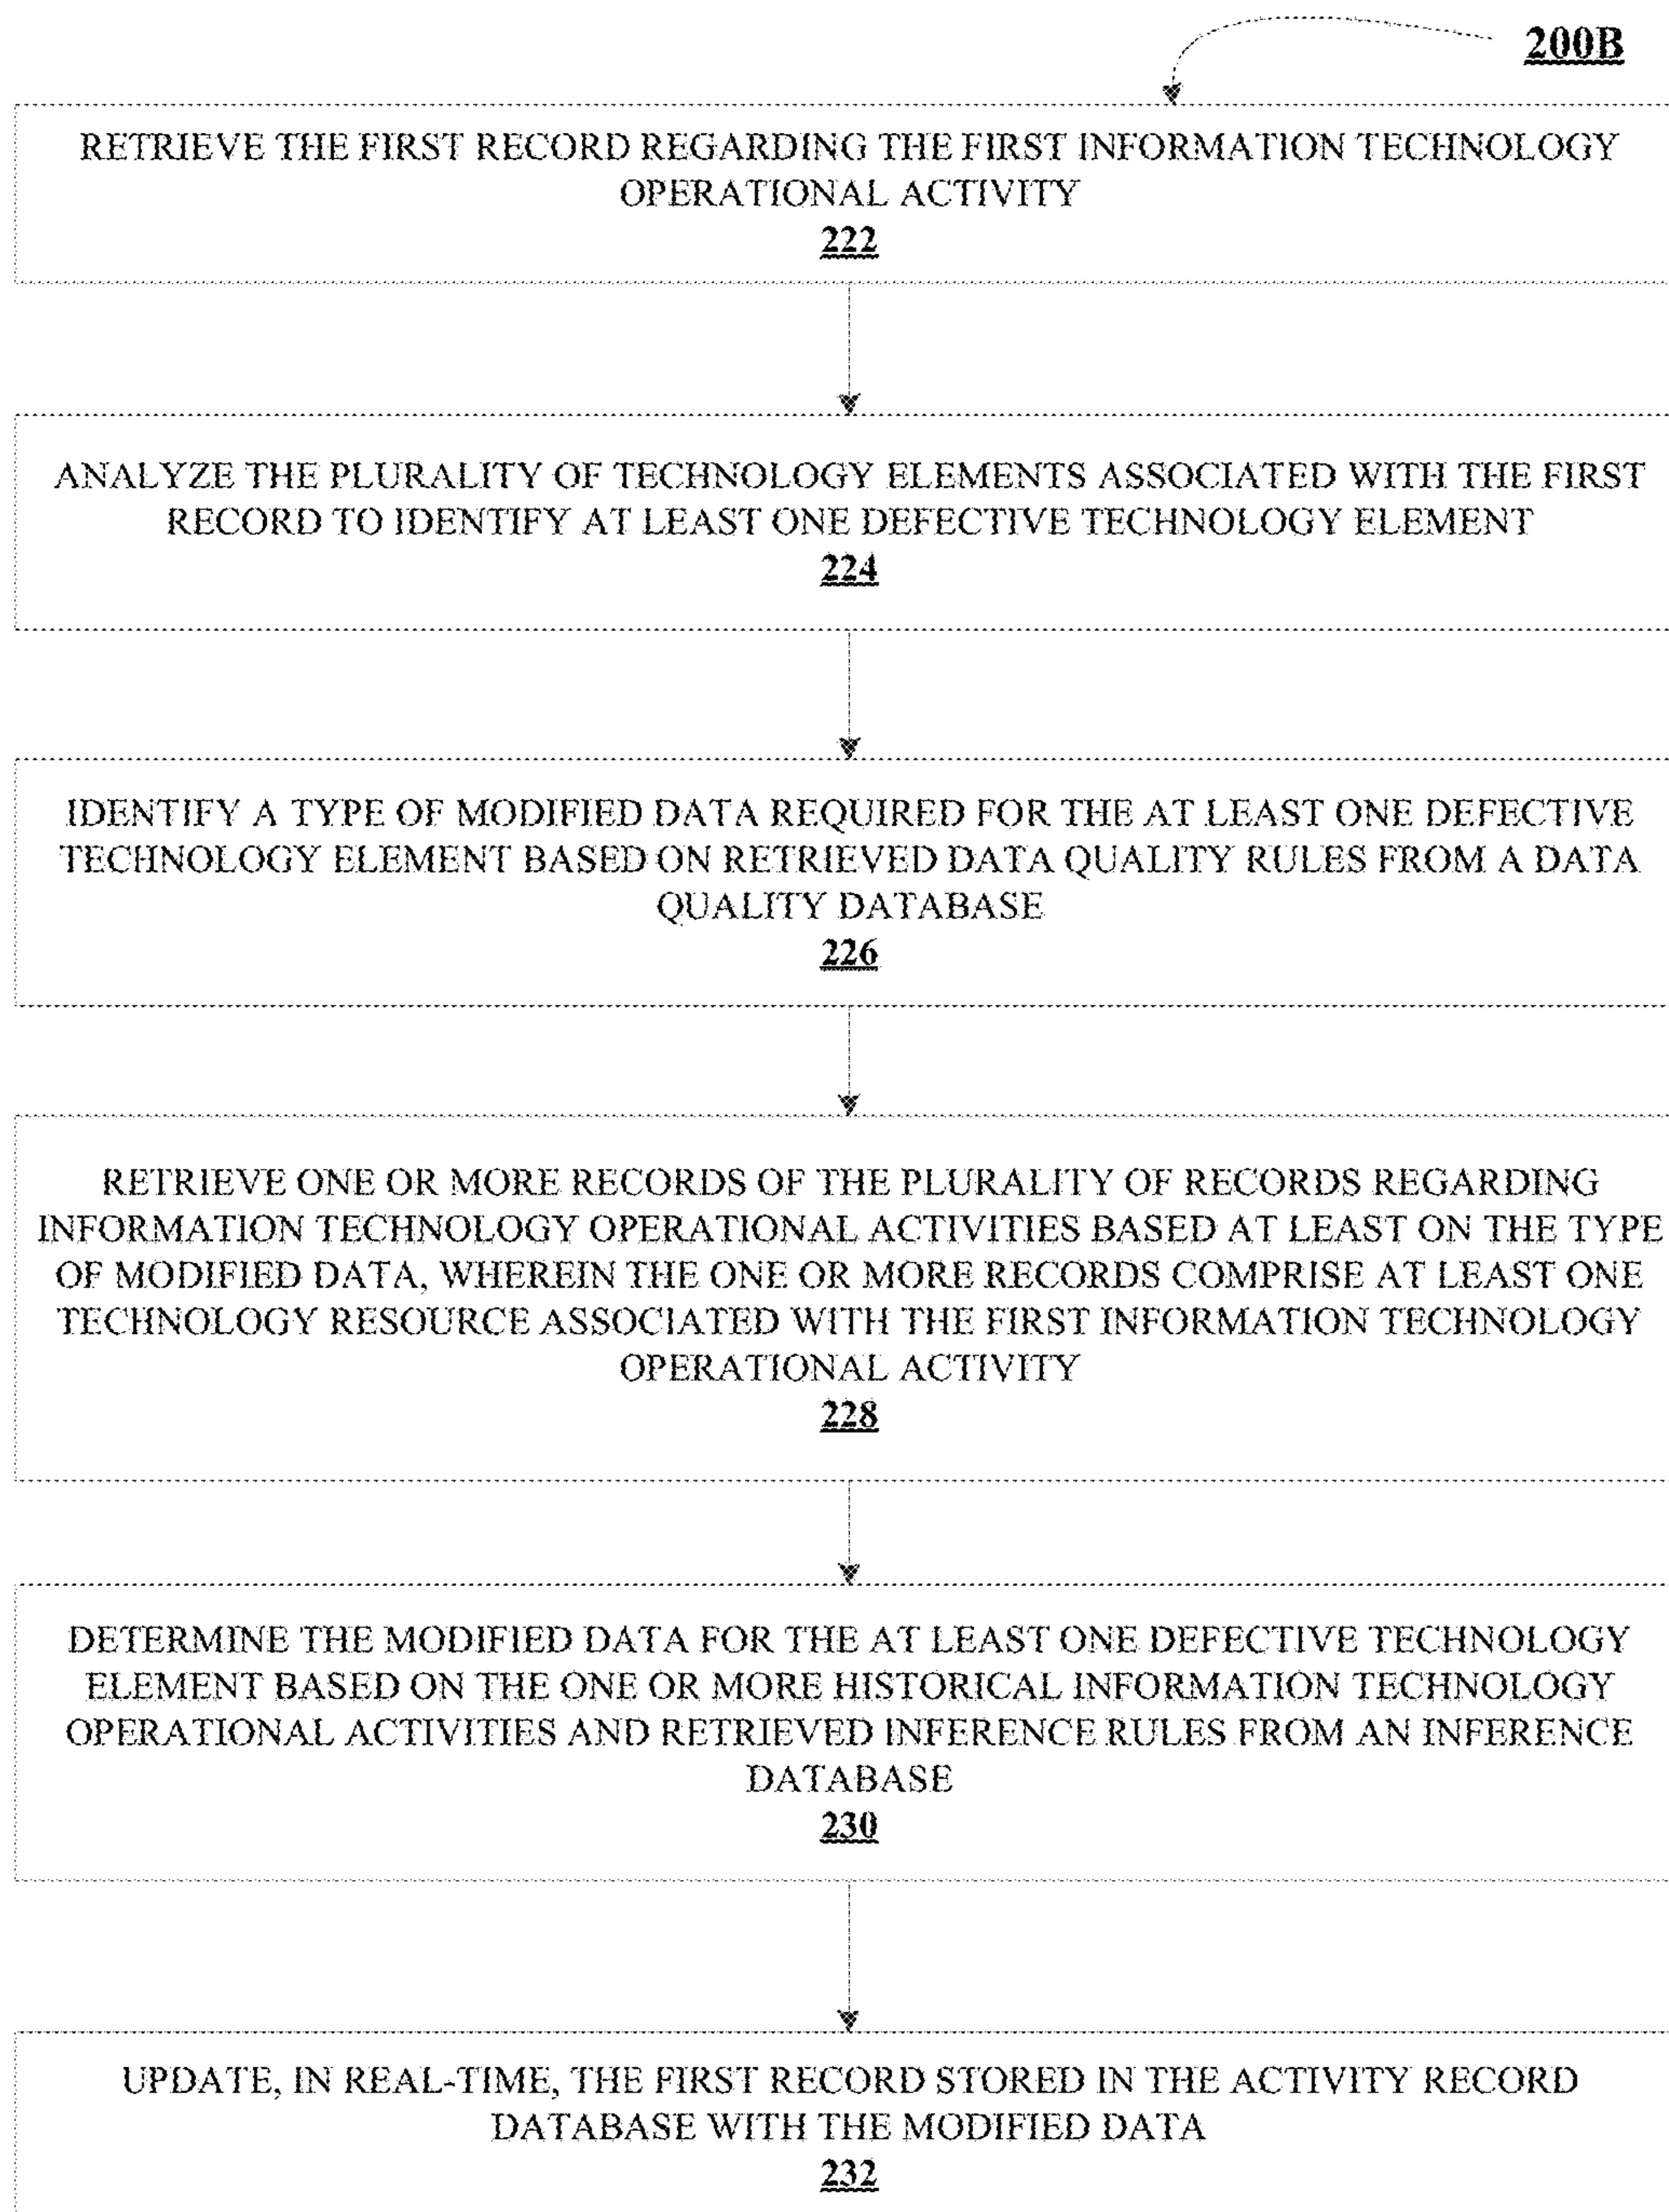 200B
RETRIEVE THE FIRST RECORD REGARDING THE FIRST INFORMATION TECHNOLOGY
OPERATIONAL ACTIVITY
222
ANALYZE THE PLURALITY OF TECHNOLOGY ELEMENTS ASSOCIATED WITH THE FIRST
RECORD TO IDENTIFY AT LEAST ONE DEFECTIVE TECHNOLOGY ELEMENT
224
IDENTIFY A TYPE OF MODIFIED DATA REQUIRED FOR THE AT LEAST ONE DEFECTIVE
TECHNOLOGY ELEMENT BASED ON RETRIEVED DATA QUALITY RULES FROM A DATA
QUALITY DATABASE
226
RETRIEVE ONE OR MORE RECORDS OF THE PLURALITY OF RECORDS REGARDING
INFORMATION TECHNOLOGY OPERATIONAL ACTIVITIES BASED AT LEAST ON THE TYPE
OF MODIFIED DATA, WHEREIN THE ONE OR MORE RECORDS COMPRISE AT LEAST ONE
TECHNOLOGY RESOURCE ASSOCIATED WITH THE FIRST INFORMATION TECHNOLOGY
OPERATIONAL ACTIVITY
228
DETERMINE THE MODIFIED DATA FOR THE AT LEAST ONE DEFECTIVE TECHNOLOGY
ELEMENT BASED ON THE ONE OR MORE HISTORICAL INFORMATION TECHNOLOGY
OPERATIONAL ACTIVITIES AND RETRIEVED INFERENCE RULES FROM AN INFERENCE
DATABASE
230
UPDATE, IN REAL-TIME, THE FIRST RECORD STORED IN THE ACTIVITY RECORD
DATABASE WITH THE MODIFIED DATA
232